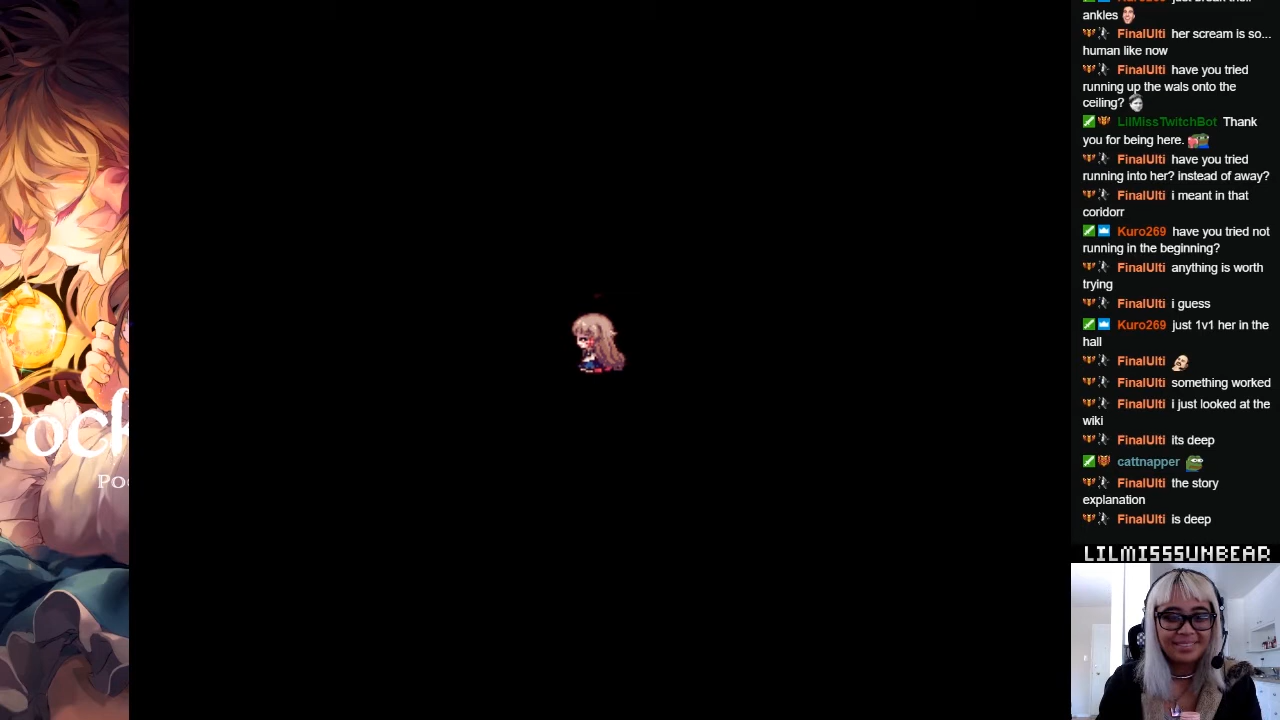 ankles
FinalUlti her scream is so...
human like now
FinalUlti have you tried
running up the wals onto the
ceiling?
LilMissTwitchBot Thank
you for being here.
FinalUlti have you tried
running into her? instead of away?
FinalUlti i meant in that
coridorr
Kuro269 have you tried not
running in the beginning?
FinalUlti anything is worth
trying
FinalUlti i guess
Kuro269 just 1v1 her in the
hall
FinalUlti
FinalUlti something worked
FinalUlti i just looked at the
wiki
FinalUlti its deep
cattnapper
FinalUlti the story
explanation
FinalUlti is deep
LILMISSSUNBEAR
Pock
Po